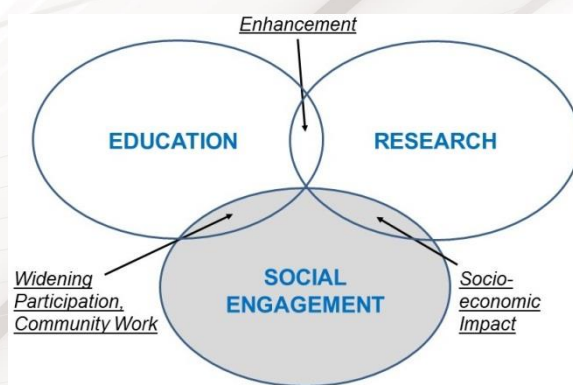 Enhancement
EDUCATION
RESEARCH
SOCIAL
ENGAGEMENT
Widening
Participation,
Community Work
Socio-
economic
Impact